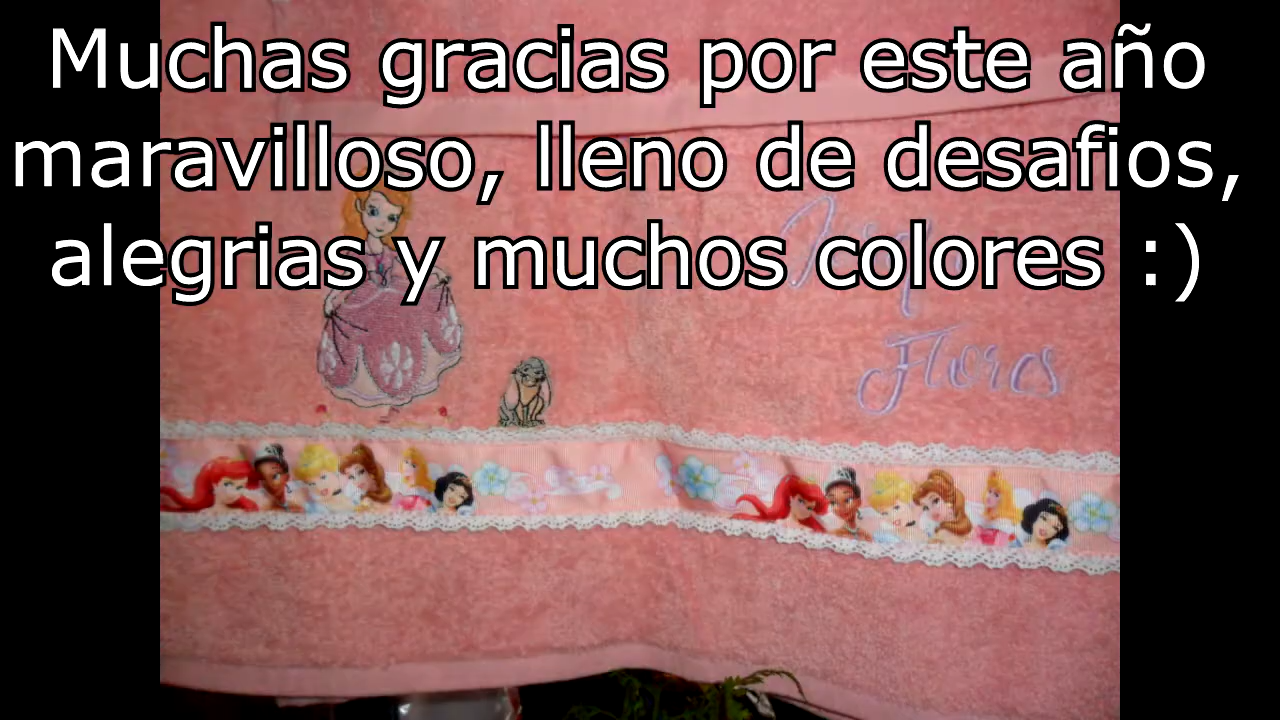 Muchas gracias por este año
maravilloso, lleno de desafios,
alegrias y muchos colores :)
Flores